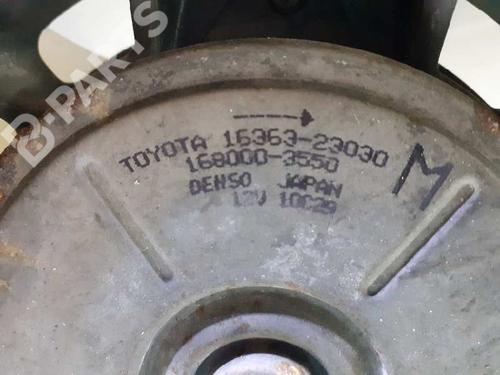 B-PARTS
TOYOTA 16363-23030
168000-3550
DENSO JAPAN
12V 10C29
M